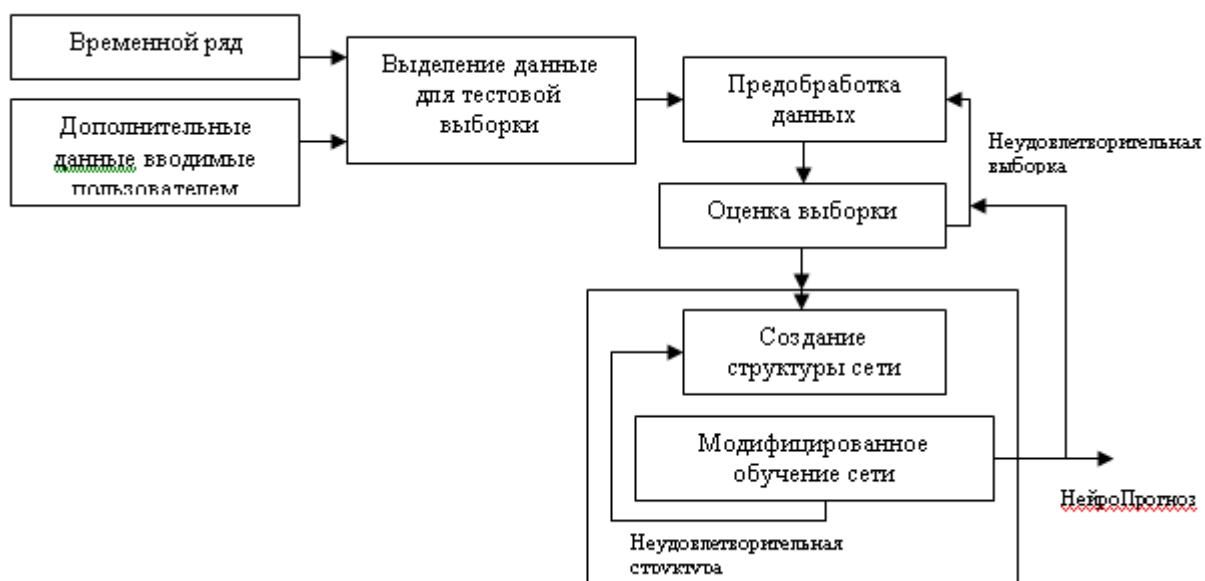 Временной ряд
Дополнительные
данные вводимые
пользователем
Выделение данные
для тестовой
выборки
Предобработка
данных
Неудовлетворительная
выборка
Оценка выборки
Создание
структуры сети
Модифицированное
обучение сети
НейроПрогноз
Неудовлетворительная
структура